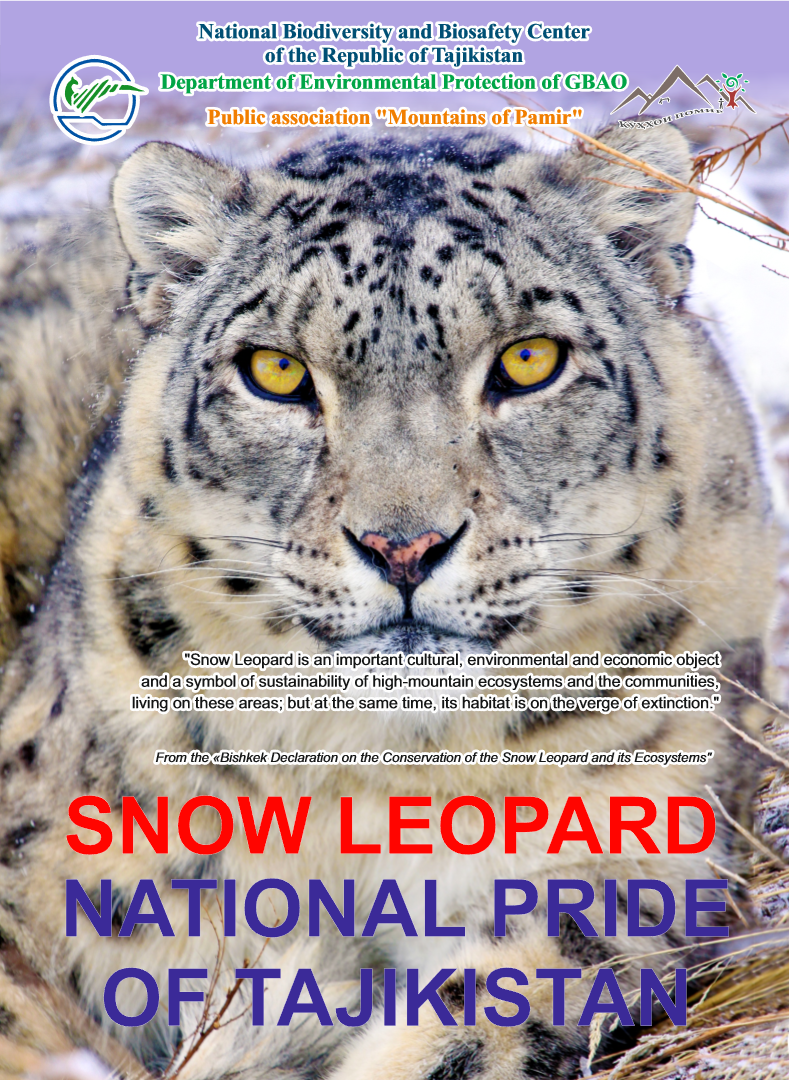 National Biodiversity and Biosafety Center
of the Republic of Tajikistan
Department of Environmental Protection of GBAO
Public association "Mountains of Pamir"
КУХХОИ ПОМИР
"Snow Leopard is an important cultural, environmental and economic object
and a symbol of sustainability of high-mountain ecosystems and the communities,
living on these areas; but at the same time, its habitat is on the verge of extinction."
From the «Bishkek Declaration on the Conservation of the Snow Leopard and its Ecosystems"
SNOW LEOPARD
NATIONAL PRIDE
OF TAJIKISTAN